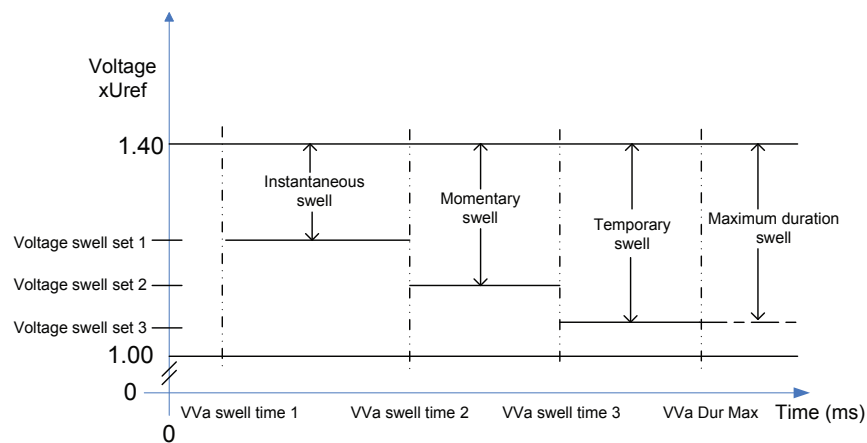 Voltage
xUref
1.40
Instantaneous
swell
Momentary
swell
Temporary
swell
Maximum duration
swell
Voltage swell set 1
Voltage swell set 2
Voltage swell set 3
1.00
0
VVa swell time 1
VVa swell time 2
VVa swell time 3
VVa Dur Max
Time (ms)
0